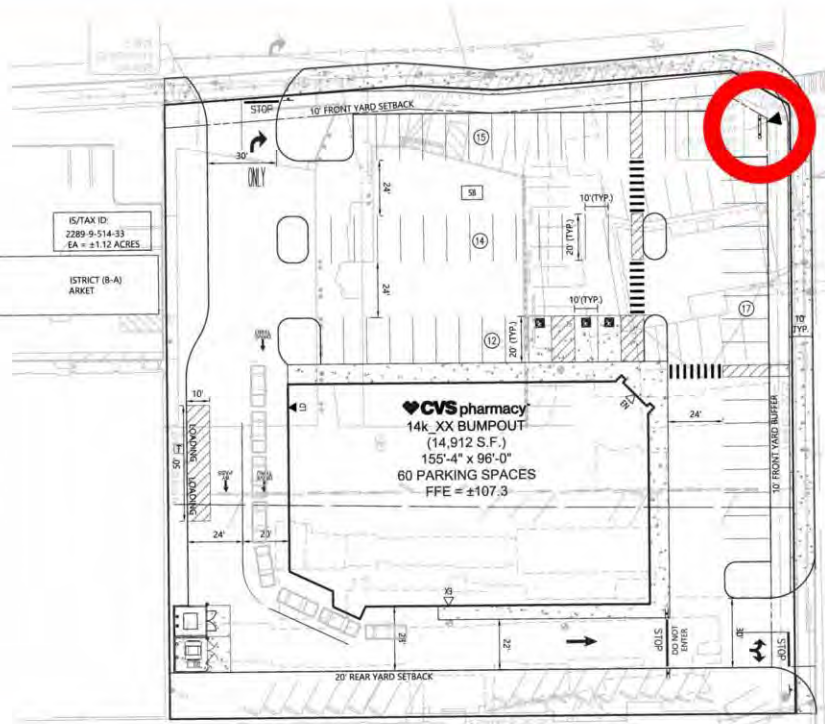 STOP
10' FRONT YARD SETBACK
15
30'
ONLY
24'
58
10'(TYP.)
IS/TAX ID:
2289-9-514-33
EA = ±1.12 ACRES
14
20' (TYP.)
ISTRICT (B-A)
ARKET
24'
10'(TYP.)
17
10'
TYP.
12
20' (TYP.)
10'
CVS pharmacy
14k_XX BUMPOUT
(14,912 S.F.)
155'-4" x 96'-0"
60 PARKING SPACES
FFE = ±107.3
EN
24'
LOADING
LOADING
50'
10' FRONT YARD BUFFER
24'
20'
EX
22'
STOP
DO NOT
ENTER
30'
STOP
20' REAR YARD SETBACK